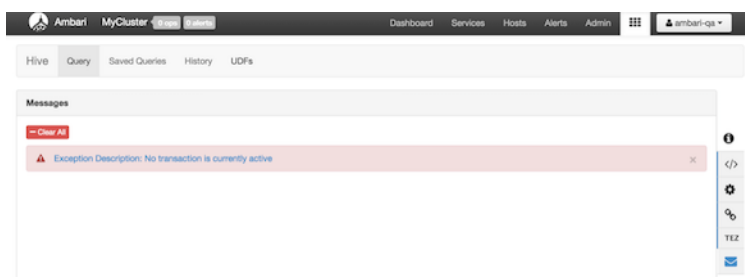 Ambari MyCluster 0 ops 0 alerts Dashboard Services Hosts Alerts Admin ambari-qa
Hive Query Saved Queries History UDFs
Messages
Clear All
Exception Description: No transaction is currently active ×
</>
TEZ